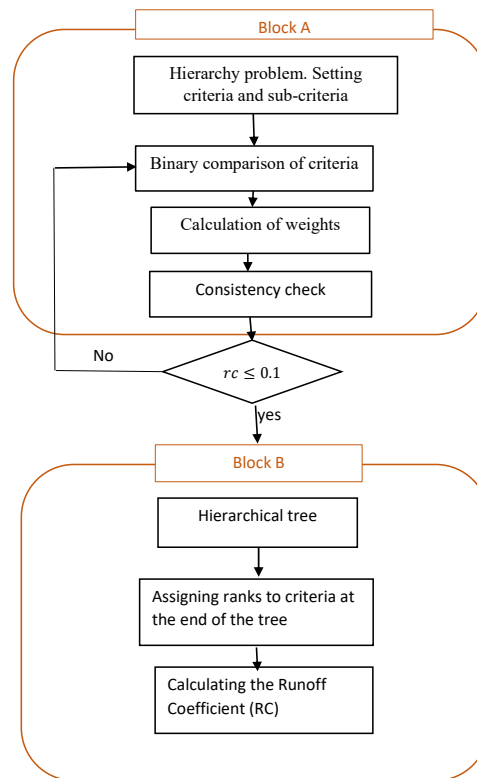 Block A
Hierarchy problem. Setting
criteria and sub-criteria
Binary comparison of criteria
Calculation of weights
Consistency check
No
rc ≤ 0.1
yes
Block B
Hierarchical tree
Assigning ranks to criteria at
the end of the tree
Calculating the Runoff
Coefficient (RC)